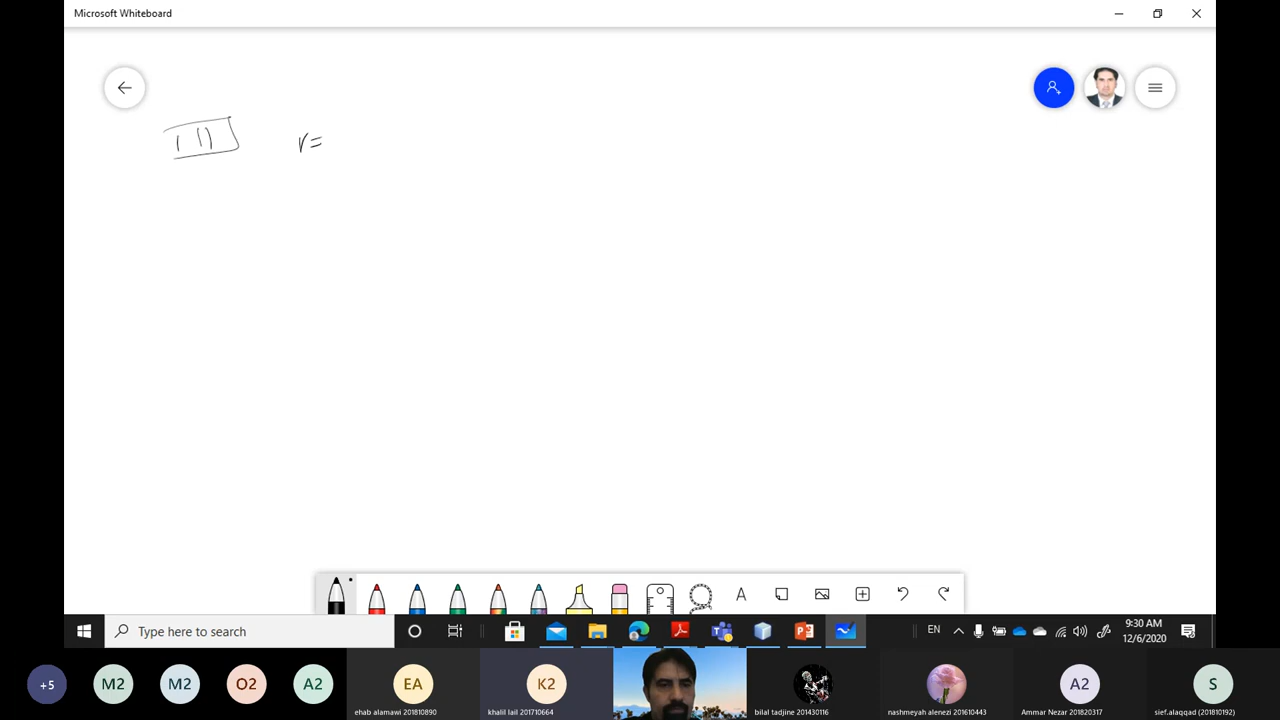 Microsoft Whiteboard
111 r=
A
Type here to search
EN
9:30 AM
12/6/2020
+5
M2
M2
O2
A2
EA
K2
A2
S
ehab alamawi 201810890
khalil lail 201710664
bilal tadjine 201430116
nashmeyah alenezi 201610443
Ammar Nezar 201820317
sief.alaqqad (201810192)